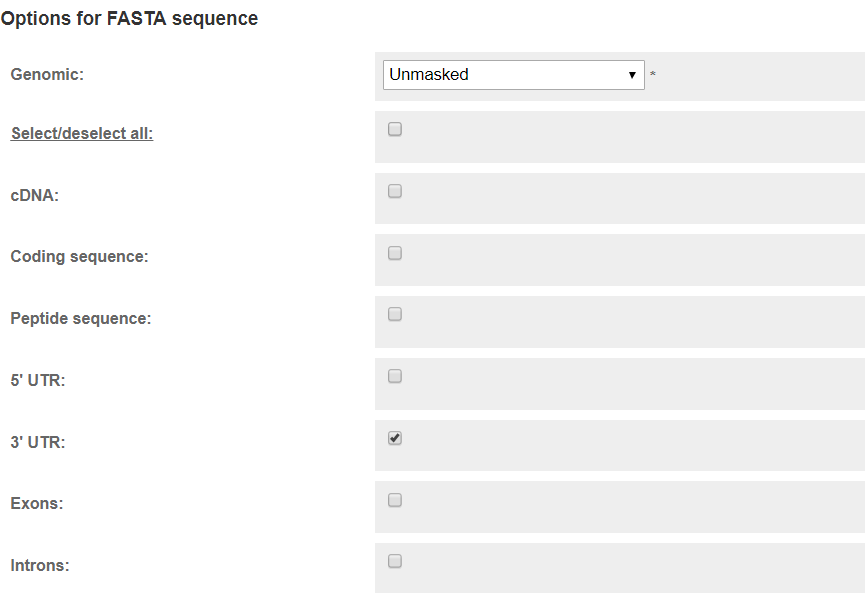 Options for FASTA sequence
Genomic: Unmasked *
Select/deselect all:
cDNA:
Coding sequence:
Peptide sequence:
5' UTR:
3' UTR:
Exons:
Introns: